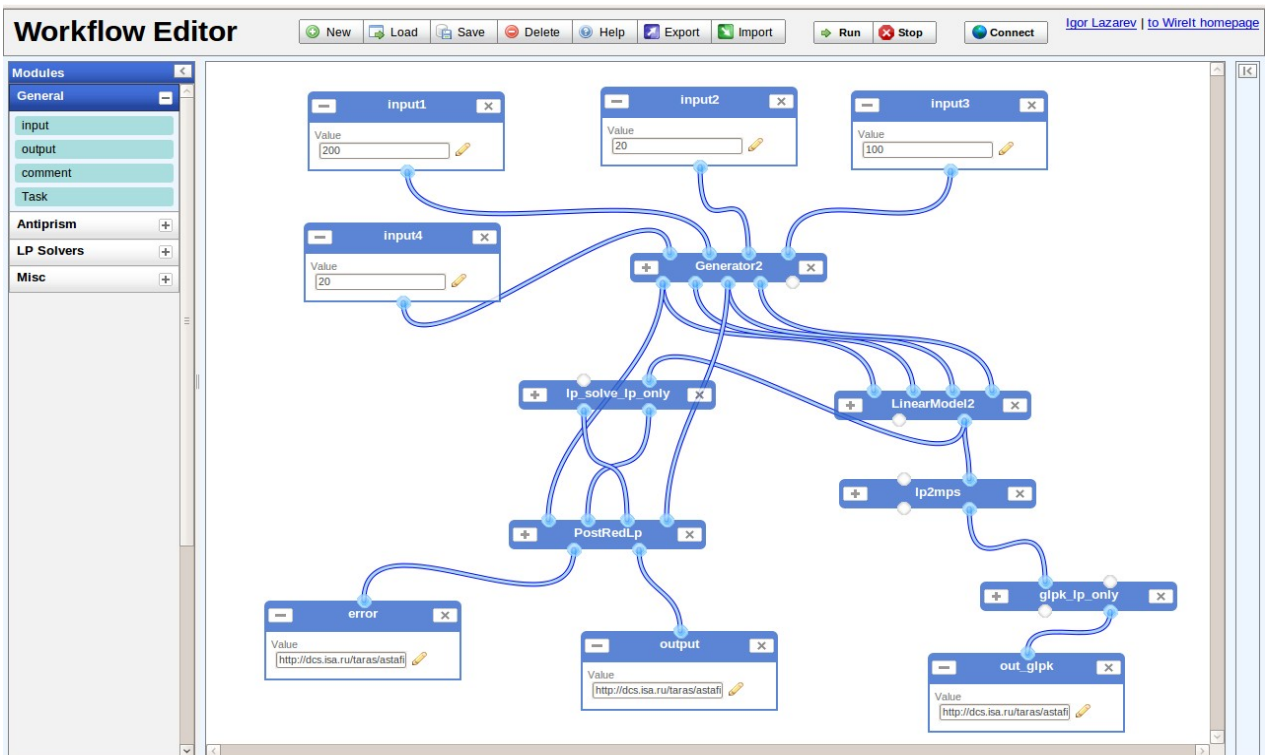 Workflow Editor
New Load Save Delete Help Export Import Run Stop Connect
Igor Lazarev | to WireIt homepage
Modules
General
input
output
comment
Task
Antiprism
LP Solvers
Misc
input1
Value
200
input2
Value
20
input3
Value
100
input4
Value
20
Generator2
lp_solve_lp_only
LinearModel2
lp2mps
PostRedLp
glpk_lp_only
error
Value
http://dcs.isa.ru/taras/astafi
output
Value
http://dcs.isa.ru/taras/astafi
out_glpk
Value
http://dcs.isa.ru/taras/astafi